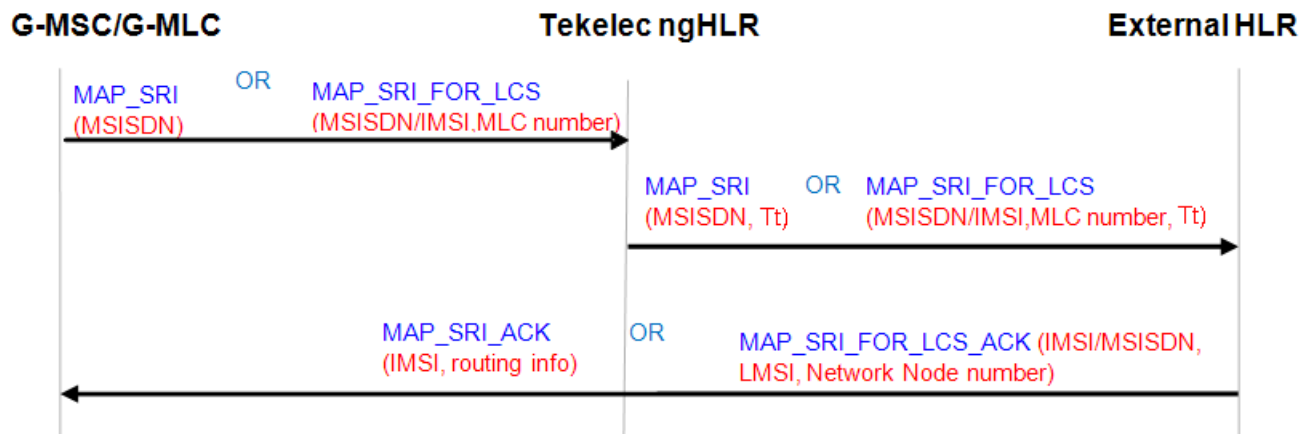 G-MSC/G-MLC Tekelec ngHLR External HLR
MAP_SRI OR MAP_SRI_FOR_LCS
(MSISDN) (MSISDN/IMSI,MLC number)
MAP_SRI OR MAP_SRI_FOR_LCS
(MSISDN, Tt) (MSISDN/IMSI,MLC number, Tt)
MAP_SRI_ACK OR MAP_SRI_FOR_LCS_ACK (IMSI/MSISDN,
(IMSI, routing info) LMSI, Network Node number)